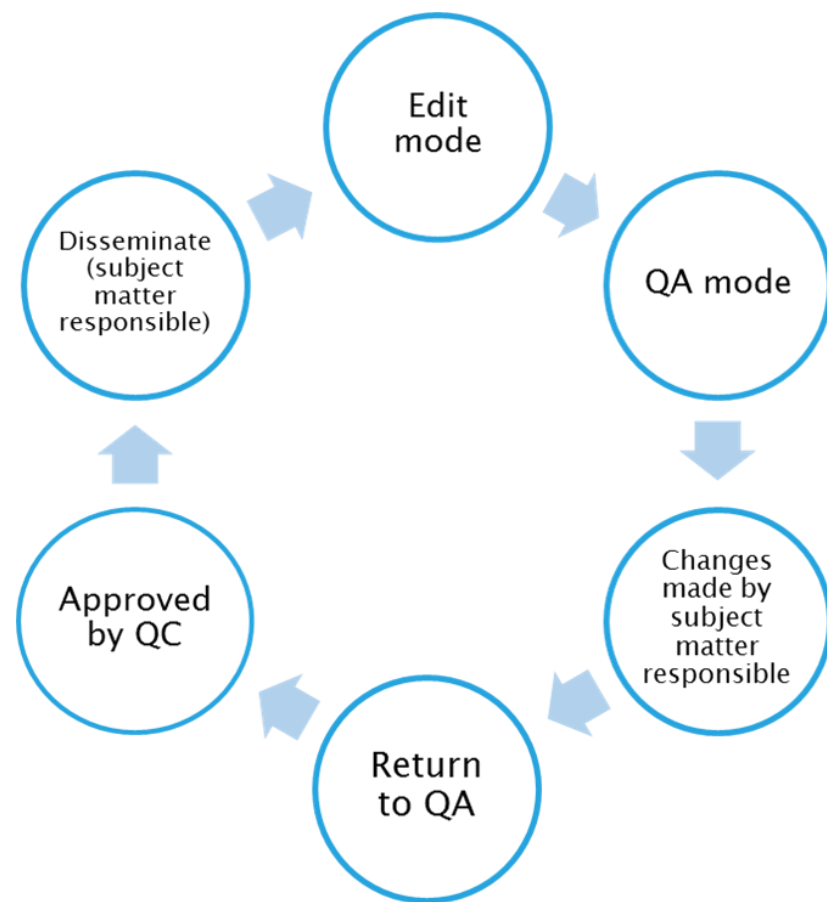 Edit
mode
QA mode
Changes
made by
subject
matter
responsible
Return
to QA
Approved
by QC
Disseminate
(subject
matter
responsible)